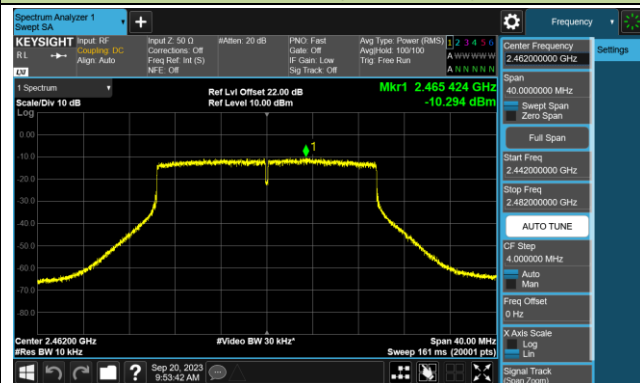 Spectrum Analyzer 1
Swept SA
Frequency
KEYSIGHT
Input: RF
Input Z: 50 Ω
#Atten: 20 dB
PNO: Fast
Avg Type: Power (RMS)
1 2 3 4 5 6
RL
Coupling: DC
Corrections: Off
Gate: Off
Avg|Hold: 100/100
A W W W W W
Align: Auto
Freq Ref: Int (S)
IF Gain: Low
Trig: Free Run
NFE: Off
Sig Track: Off
A N N N N N
LXI
1 Spectrum
Ref Lvl Offset 22.00 dB
Mkr1 2.465 424 GHz
Scale/Div 10 dB
Ref Level 10.00 dBm
-10.294 dBm
Log
1
0.00
-10.0
-20.0
-30.0
-40.0
-50.0
-60.0
-70.0
-80.0
Center 2.46200 GHz
#Video BW 30 kHz*
Span 40.00 MHz
#Res BW 10 kHz
Sweep 161 ms (20001 pts)
Sep 20, 2023
9:53:42 AM
Center Frequency
2.462000000 GHz
Settings
Span
40.0000000 MHz
Swept Span
Zero Span
Full Span
Start Freq
2.442000000 GHz
Stop Freq
2.482000000 GHz
AUTO TUNE
CF Step
4.000000 MHz
Auto
Man
Freq Offset
0 Hz
X Axis Scale
Log
Lin
Signal Track
(Span Zoom)